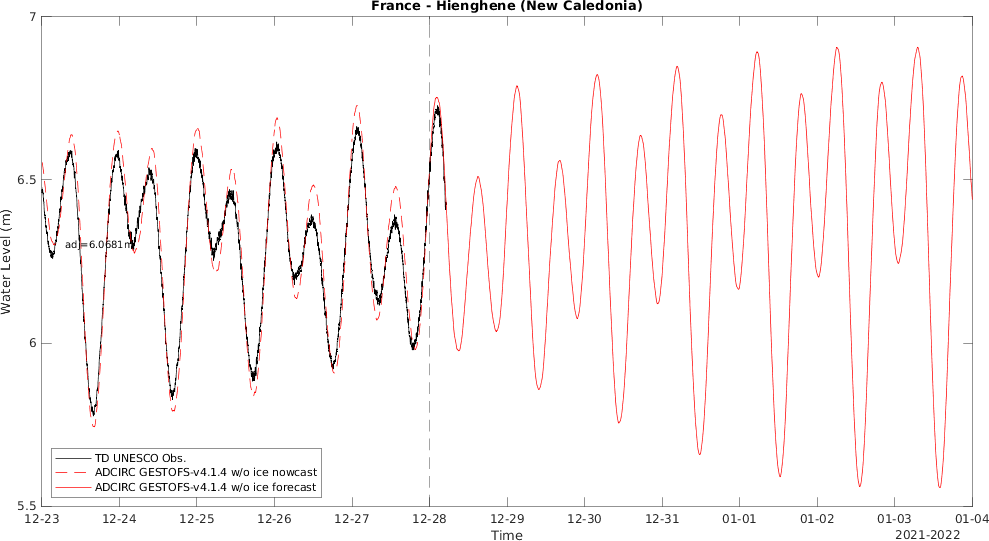 France - Hienghene (New Caledonia)
7
6.5
6
5.5
Water Level (m)
adj=6.0681m
TD UNESCO Obs.
ADCIRC GESTOFS-v4.1.4 w/o ice nowcast
ADCIRC GESTOFS-v4.1.4 w/o ice forecast
12-23 12-24 12-25 12-26 12-27 12-28 12-29 12-30 12-31 01-01 01-02 01-03 01-04
Time
2021-2022